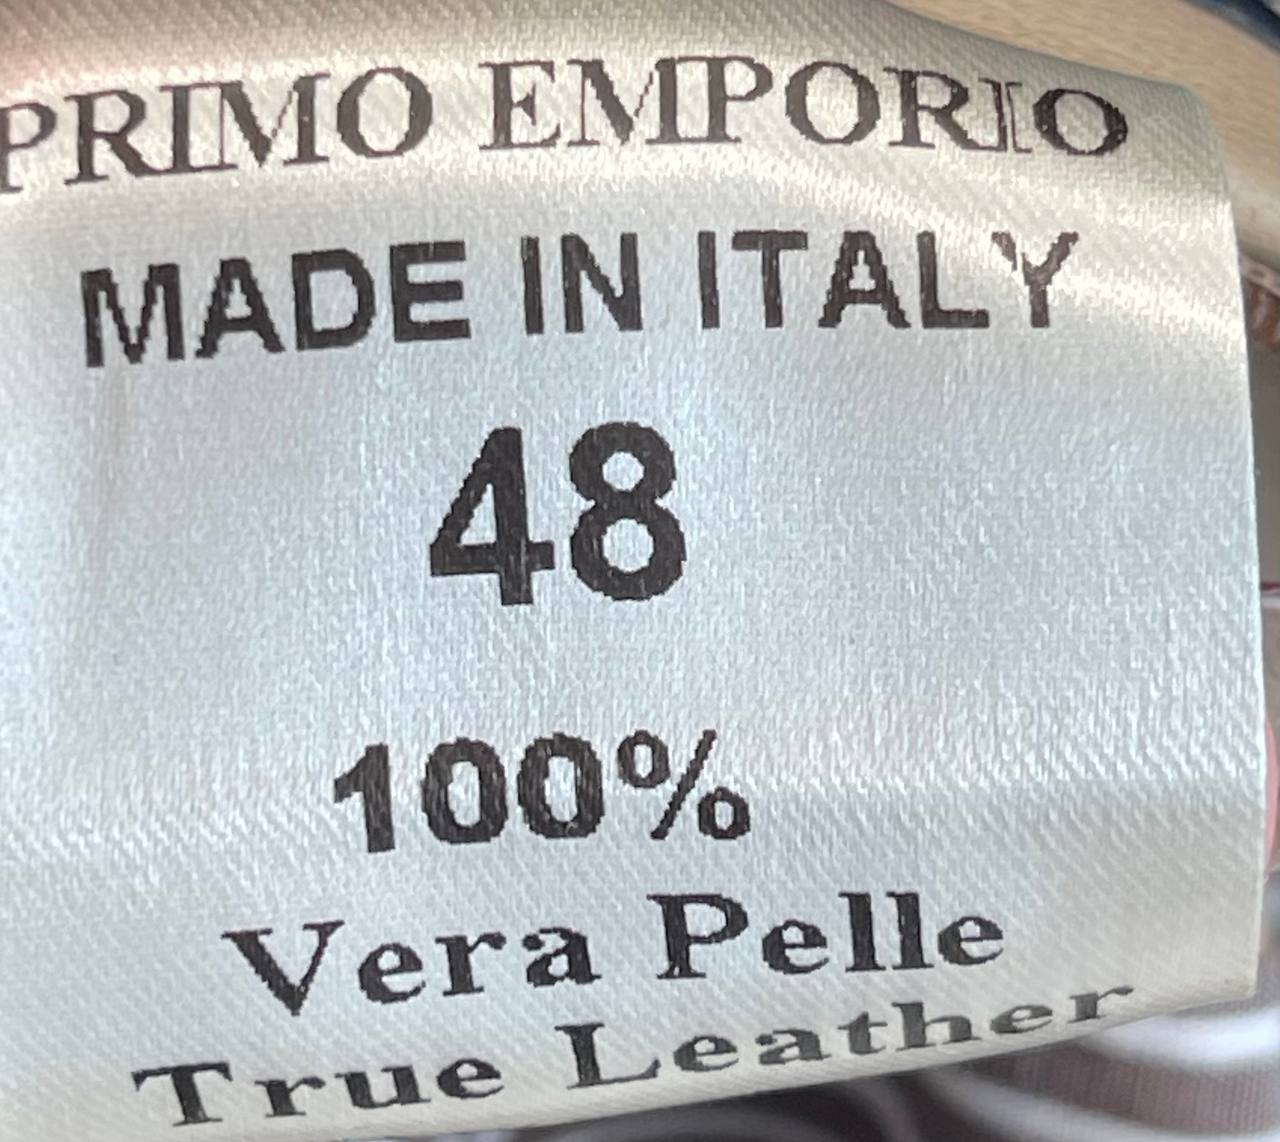 PRIMO EMPORIO
MADE IN ITALY
48
100%
Vera Pelle
True Leather